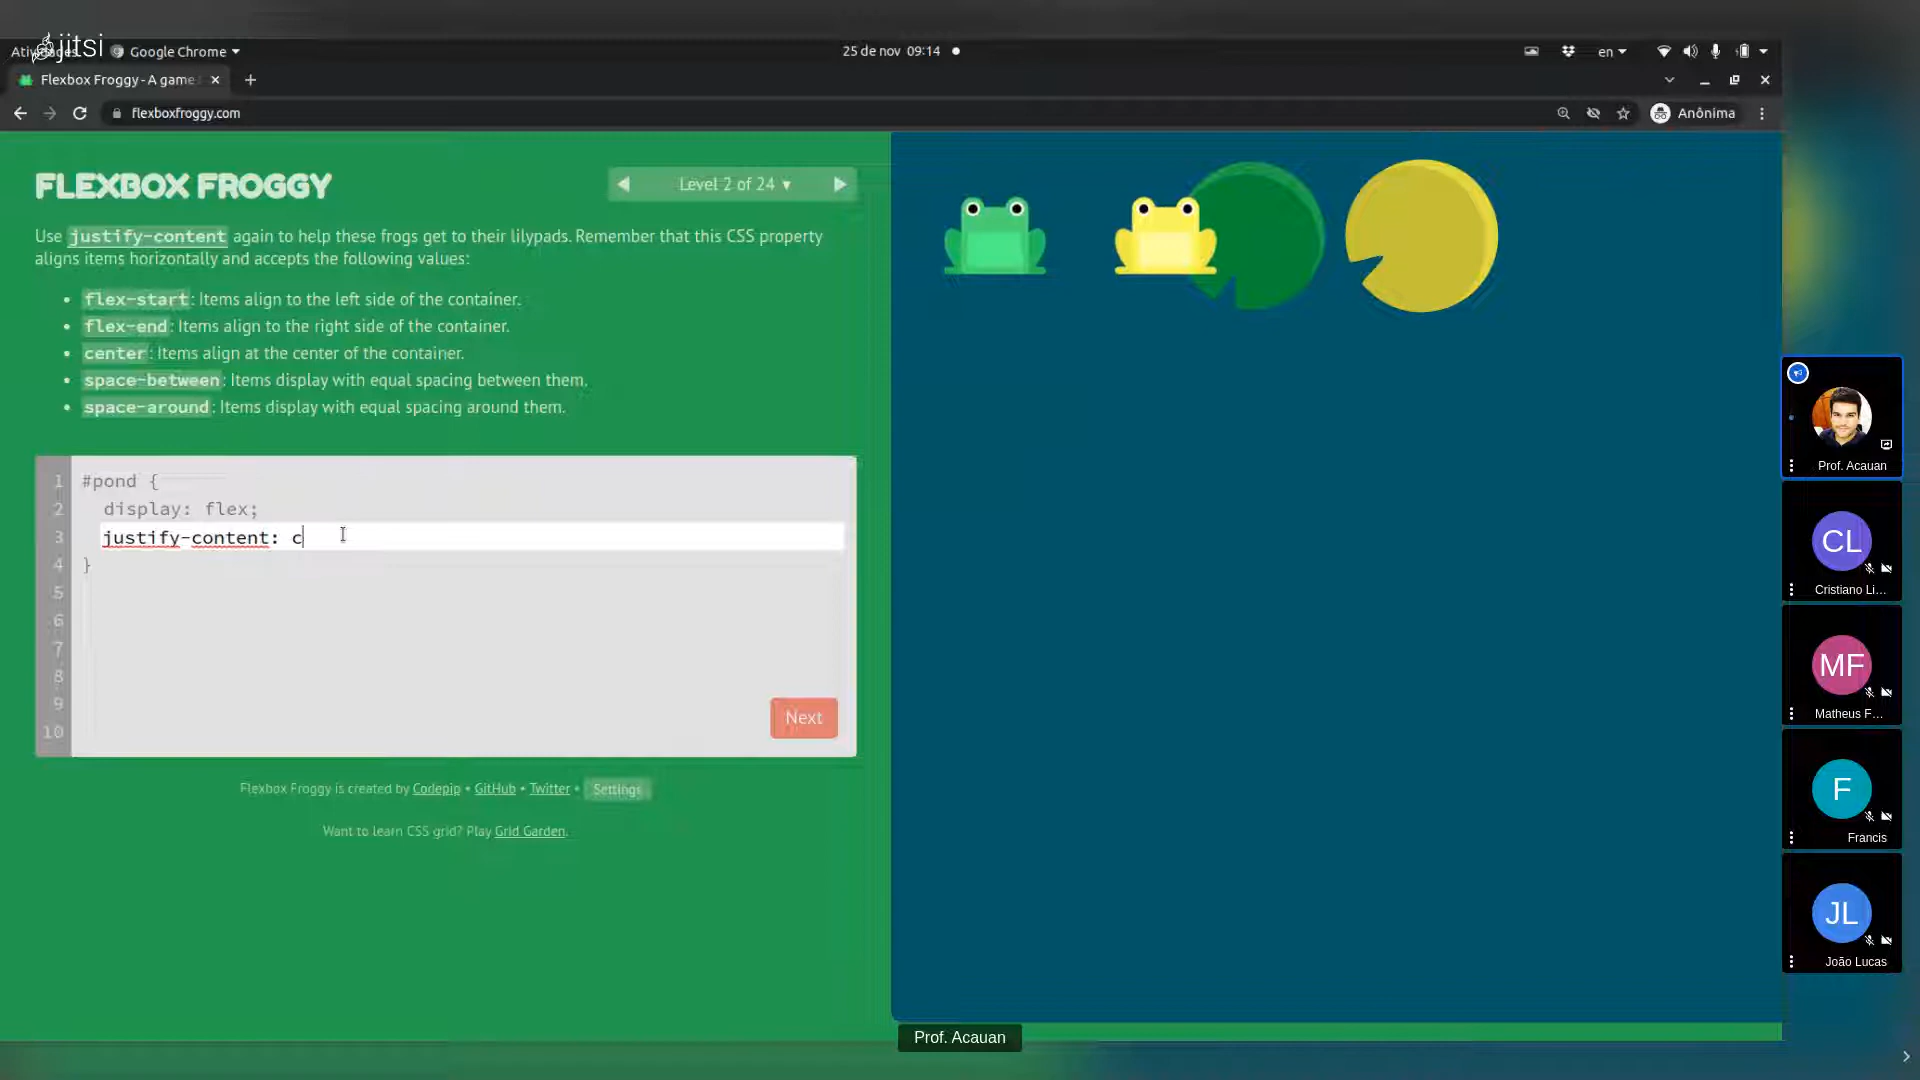 jitsi
Google Chrome
25 de nov 09:14
en
Flexbox Froggy - A game
flexboxfroggy.com
Anônima
FLEXBOX FROGGY
Level 2 of 24 ▼
Use justify-content again to help these frogs get to their lilypads. Remember that this CSS property
aligns items horizontally and accepts the following values:
• flex-start: Items align to the left side of the container.
• flex-end: Items align to the right side of the container.
• center: Items align at the center of the container.
• space-between: Items display with equal spacing between them.
• space-around: Items display with equal spacing around them.
1 #pond {
2 display: flex;
3 justify-content: c
4 }
5
6
7
8
9
10
Next
Flexbox Froggy is created by Codepip • GitHub • Twitter • Settings
Want to learn CSS grid? Play Grid Garden.
Prof. Acauan
CL
Cristiano Li...
MF
Matheus F...
F
Francis
JL
João Lucas
Prof. Acauan